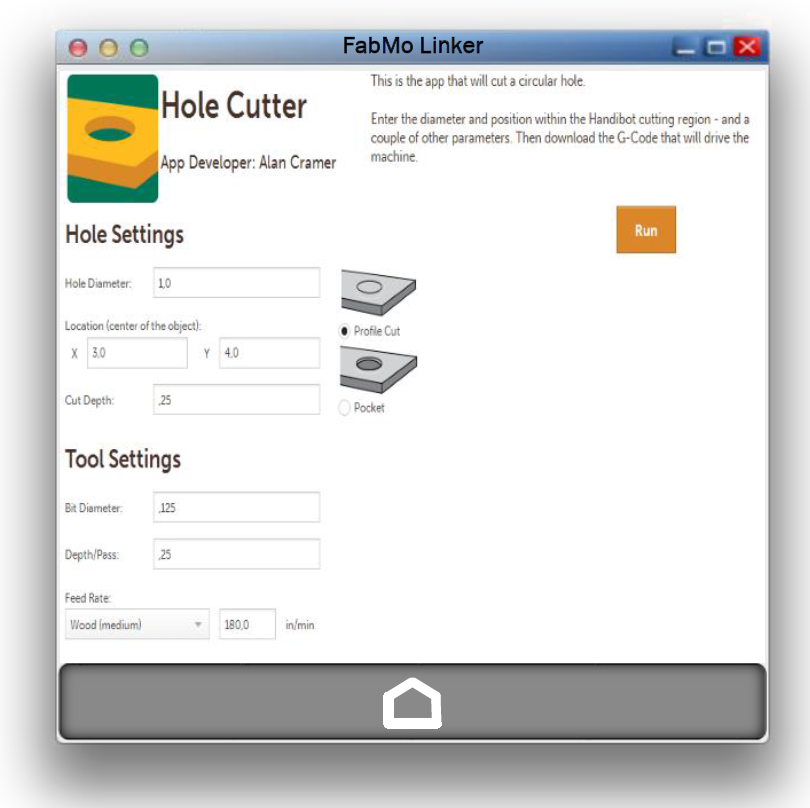 FabMo Linker
Hole Cutter
App Developer: Alan Cramer
This is the app that will cut a circular hole.
Enter the diameter and position within the Handibot cutting region - and a
couple of other parameters. Then download the G-Code that will drive the
machine.
Run
Hole Settings
Hole Diameter: 1,0
Location (center of the object):
X 3,0 Y 4,0
Profile Cut
Cut Depth: ,25
Pocket
Tool Settings
Bit Diameter: ,125
Depth/Pass: ,25
Feed Rate:
Wood (medium) 180,0 in/min